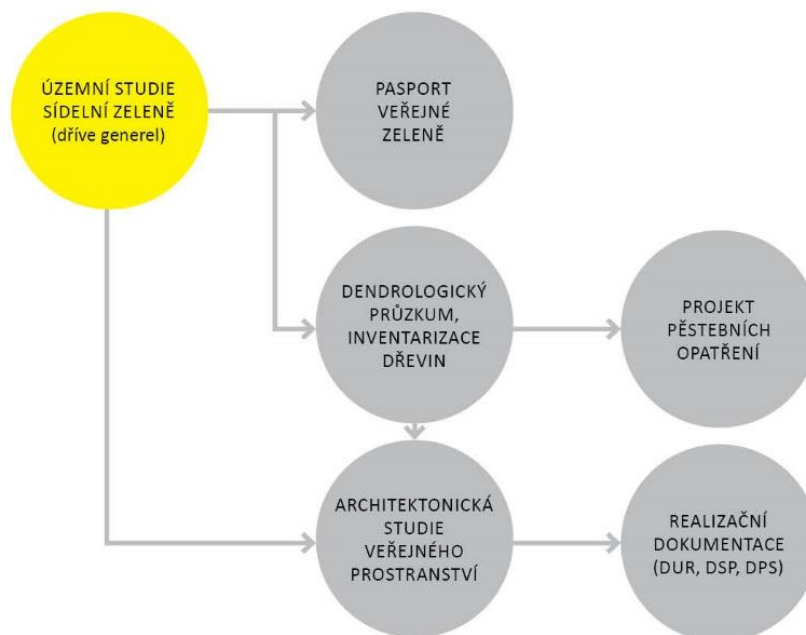 ÚZEMNÍ STUDIE
SÍDELNÍ ZELENĚ
(dříve generel)
PASPORT
VEŘEJNÉ
ZELENĚ
DENDROLOGICKÝ
PRŮZKUM,
INVENTARIZACE
DŘEVIN
PROJEKT
PĚSTEBNÍCH
OPATŘENÍ
ARCHITEKTONICKÁ
STUDIE
VEŘEJNÉHO
PROSTRANSTVÍ
REALIZAČNÍ
DOKUMENTACE
(DUR, DSP, DPS)